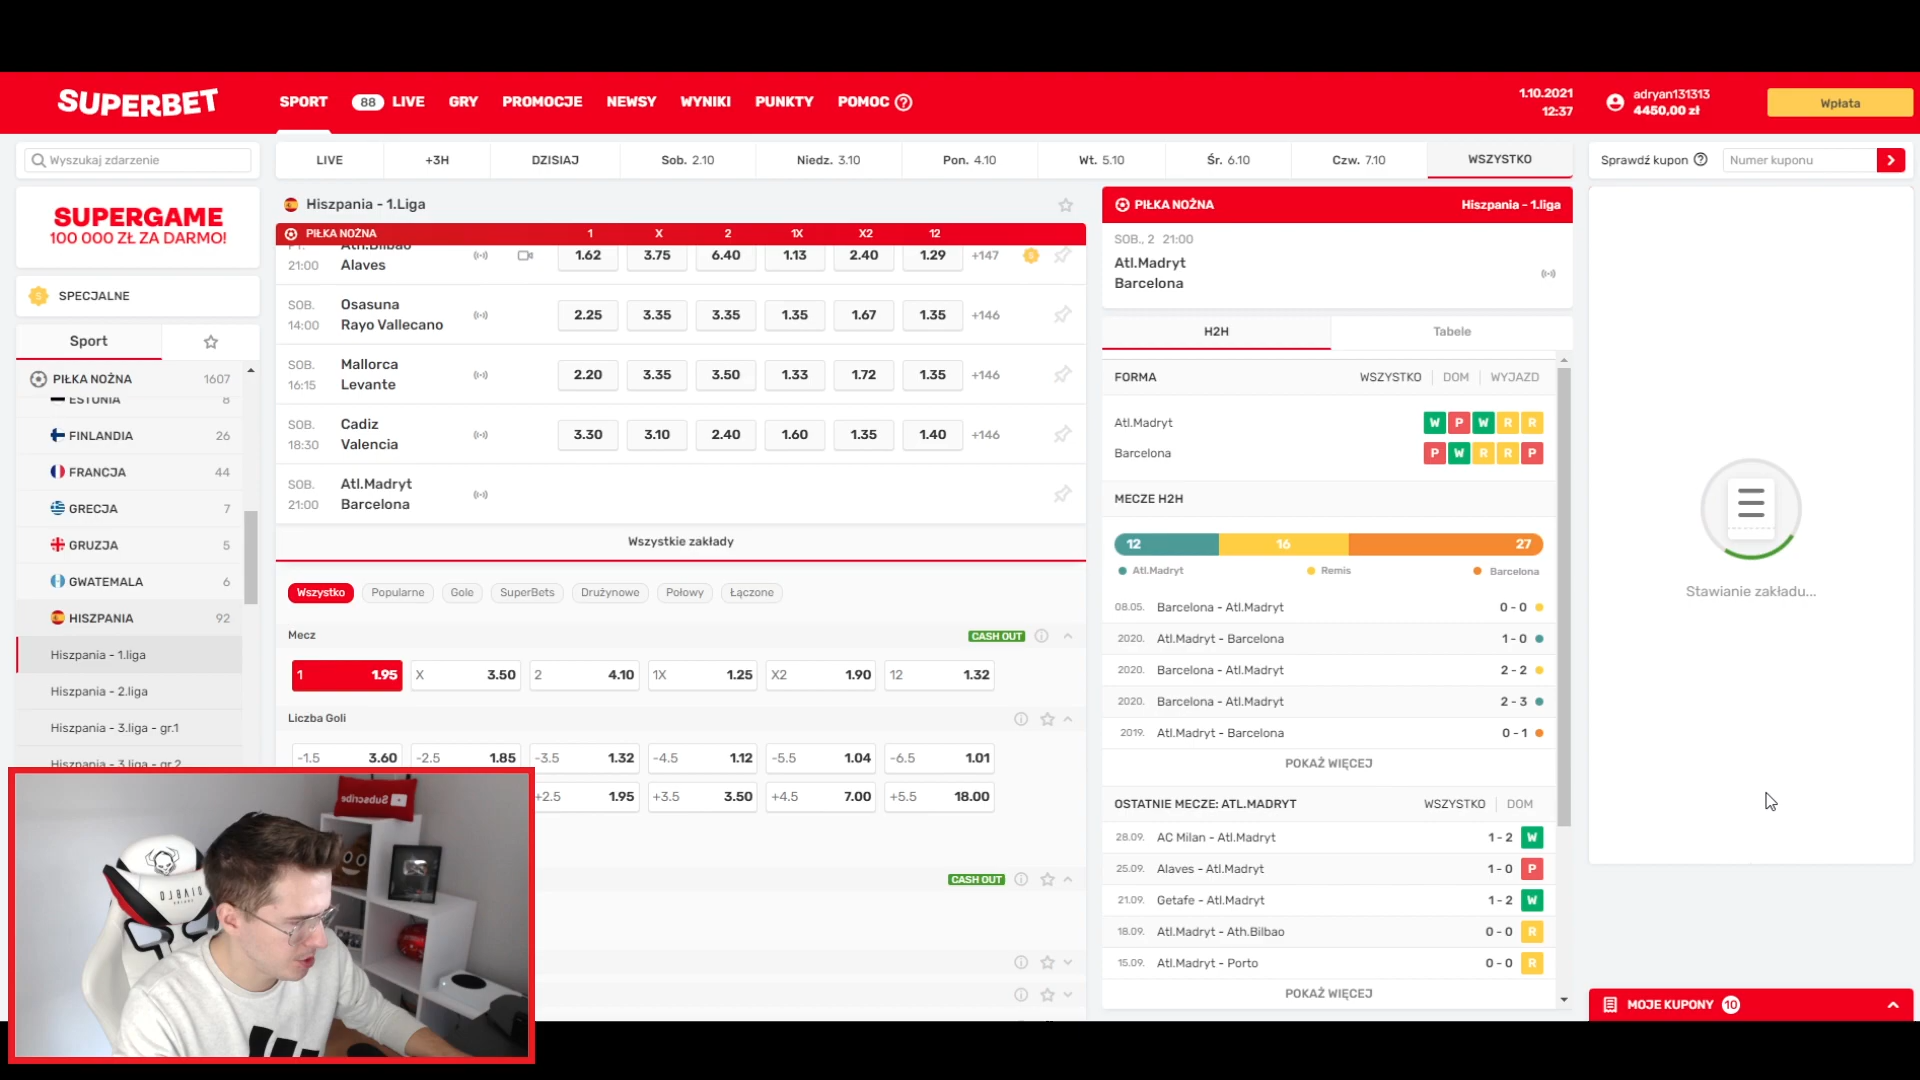 SUPERBET
SPORT
88 LIVE
GRY
PROMOCJE
NEWSY
WYNIKI
PUNKTY
POMOC ?
1.10.2021
12:37
adryan131313
4450,00 zł
Wpłata
Wyszukaj zdarzenie
LIVE
+3H
DZISIAJ
Sob. 2.10
Niedz. 3.10
Pon. 4.10
Wt. 5.10
Śr. 6.10
Czw. 7.10
WSZYSTKO
Sprawdź kupon ?
Numer kuponu
SUPERGAME
100 000 ZŁ ZA DARMO!
S SPECJALNE
Sport
PIŁKA NOŻNA 1607
ESTONIA 8
FINLANDIA 26
FRANCJA 44
GRECJA 7
GRUZJA 5
GWATEMALA 6
HISZPANIA 92
Hiszpania - 1.liga
Hiszpania - 2.liga
Hiszpania - 3.liga - gr.1
Hiszpania - 3.liga - gr.2
Hiszpania - 1.Liga
PIŁKA NOŻNA 1 X 2 1X X2 12
PT. Ath.Bilbao
21:00 Alaves 1.62 3.75 6.40 1.13 2.40 1.29 +147 S
SOB. Osasuna
14:00 Rayo Vallecano 2.25 3.35 3.35 1.35 1.67 1.35 +146
SOB. Mallorca
16:15 Levante 2.20 3.35 3.50 1.33 1.72 1.35 +146
SOB. Cadiz
18:30 Valencia 3.30 3.10 2.40 1.60 1.35 1.40 +146
SOB. Atl.Madryt
21:00 Barcelona
Wszystkie zakłady
Wszystko Popularne Gole SuperBets Drużynowe Połowy Łączone
Mecz CASH OUT
1 1.95 X 3.50 2 4.10 1X 1.25 X2 1.90 12 1.32
Liczba Goli
-1.5 3.60 -2.5 1.85 -3.5 1.32 -4.5 1.12 -5.5 1.04 -6.5 1.01
+2.5 1.95 +3.5 3.50 +4.5 7.00 +5.5 18.00
CASH OUT
PIŁKA NOŻNA Hiszpania - 1.liga
SOB., 2 21:00
Atl.Madryt
Barcelona
H2H Tabele
FORMA WSZYSTKO DOM WYJAZD
Atl.Madryt W P W R R
Barcelona P W R R P
MECZE H2H
12 16 27
Atl.Madryt Remis Barcelona
08.05. Barcelona - Atl.Madryt 0 - 0
2020. Atl.Madryt - Barcelona 1 - 0
2020. Barcelona - Atl.Madryt 2 - 2
2020. Barcelona - Atl.Madryt 2 - 3
2019. Atl.Madryt - Barcelona 0 - 1
POKAŻ WIĘCEJ
OSTATNIE MECZE: ATL.MADRYT WSZYSTKO DOM
28.09. AC Milan - Atl.Madryt 1 - 2 W
25.09. Alaves - Atl.Madryt 1 - 0 P
21.09. Getafe - Atl.Madryt 1 - 2 W
18.09. Atl.Madryt - Ath.Bilbao 0 - 0 R
15.09. Atl.Madryt - Porto 0 - 0 R
POKAŻ WIĘCEJ
Stawianie zakładu...
MOJE KUPONY 10
Subscribe
DIABLO